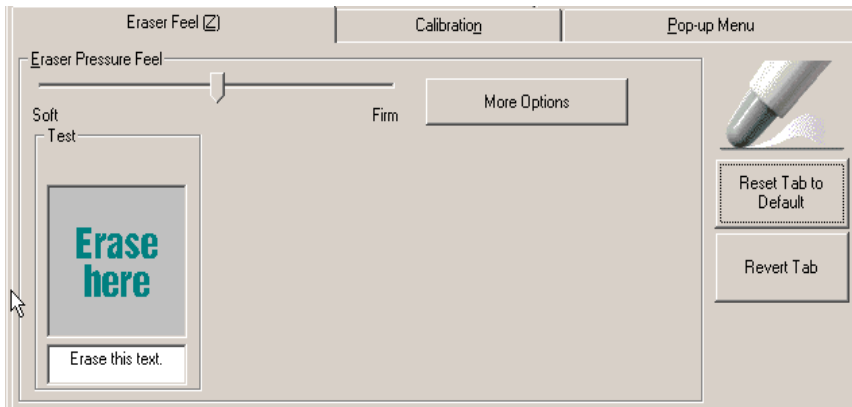 Eraser Feel (Z)
Calibration
Pop-up Menu
Eraser Pressure Feel
Soft
Firm
More Options
Test
Erase
here
Erase this text.
Reset Tab to
Default
Revert Tab